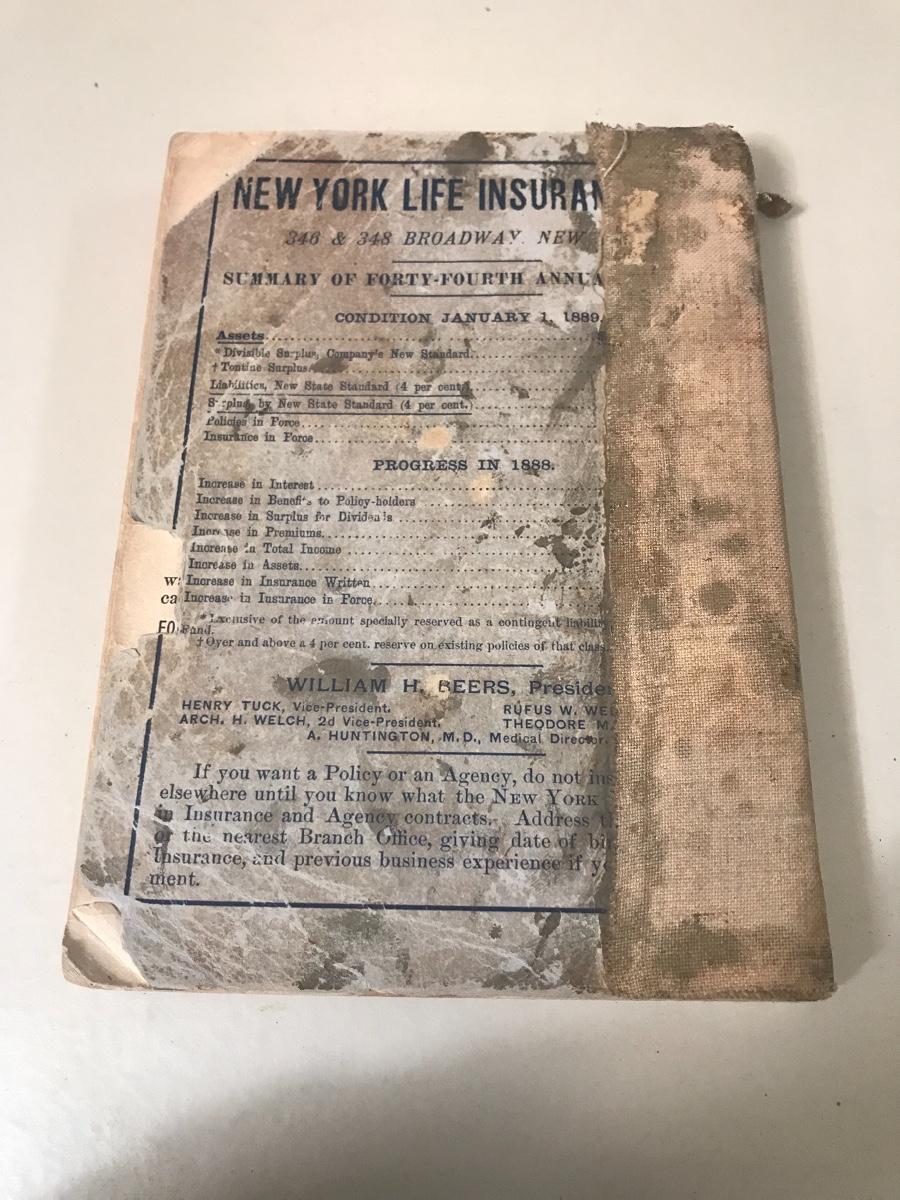 NEW YORK LIFE INSURAN
346 & 348 BROADWAY. NEW
SUMMARY OF FORTY-FOURTH ANNUA
CONDITION JANUARY 1, 1889.
Assets
*Divisible Surplus, Company's New Standard
†Tontine Surplus
Liabilities, New State Standard (4 per cent.)
Surplus by New State Standard (4 per cent.)
Policies in Force
Insurance in Force
PROGRESS IN 1888.
Increase in Interest
Increase in Benefits to Policy-holders
Increase in Surplus for Dividends
Increase in Premiums
Increase in Total Income
Increase in Assets
w Increase in Insurance Written
ca Increase in Insurance in Force
*Exclusive of the amount specially reserved as a contingent liabili
FO Fund.
†Over and above a 4 per cent. reserve on existing policies of that class
WILLIAM H. BEERS, Preside
HENRY TUCK, Vice-President. RUFUS W. WE
ARCH. H. WELCH, 2d Vice-President. THEODORE M.
A. HUNTINGTON, M.D., Medical Director.
If you want a Policy or an Agency, do not ins
elsewhere until you know what the NEW YORK
in Insurance and Agency contracts. Address t
or the nearest Branch Office, giving date of bi
Insurance, and previous business experience if y
ment.